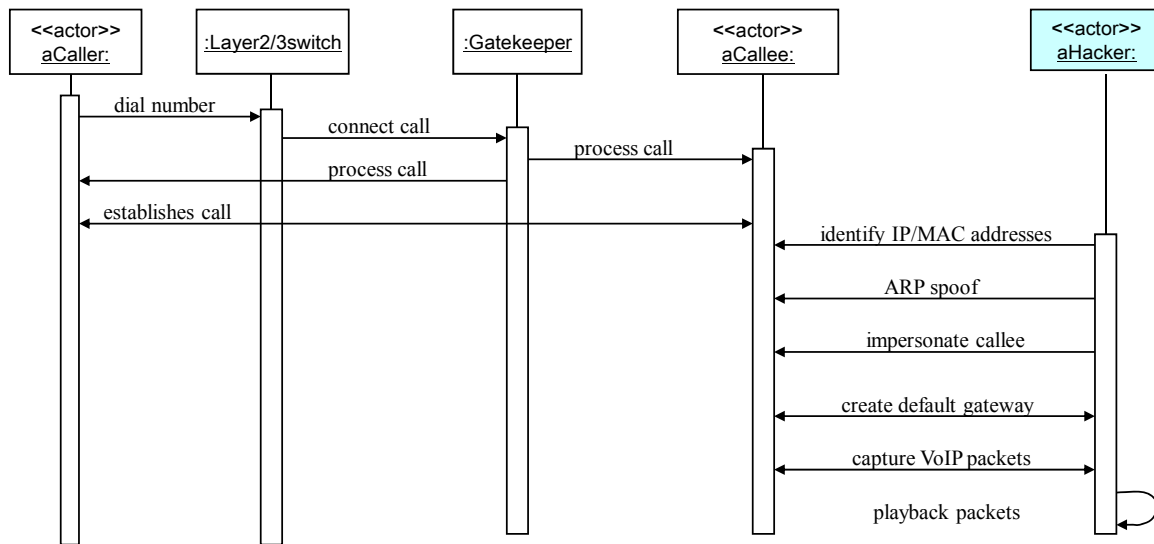 <<actor>>
aCaller:
:Layer2/3switch
:Gatekeeper
<<actor>>
aCallee:
<<actor>>
aHacker:
dial number
connect call
process call
process call
establishes call
identify IP/MAC addresses
ARP spoof
impersonate callee
create default gateway
capture VoIP packets
playback packets